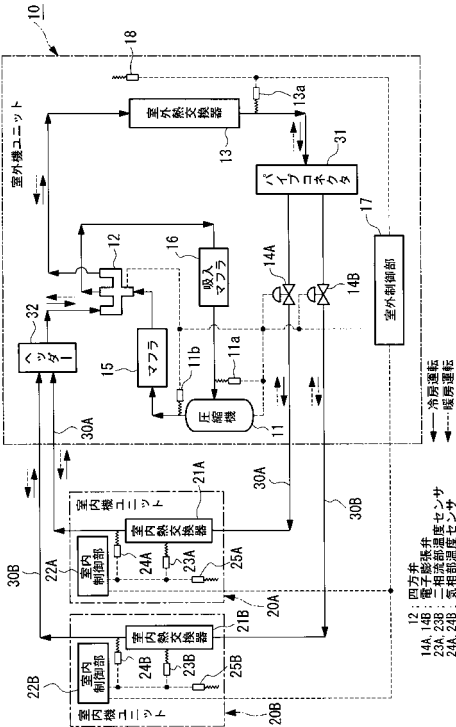 10
室外機ユニット
18
13a
室外熱交換器
13
パイプコネクタ
31
12
16
吸入マフラ
14A
14B
17
室外制御部
32
ヘッダー
15
マフラ
11b
11a
圧縮機
11
30A
30B
30A
30B
室内機ユニット
22A
室内制御部
21A
室内熱交換器
24A
23A
25A
20A
22B
室内制御部
21B
室内熱交換器
24B
23B
25B
室内機ユニット
20B
冷房運転
暖房運転
12 : 四方弁
14A, 14B : 電子膨張弁
23A, 23B : 二相流部温度センサ
24A, 24B : 気相部温度センサ